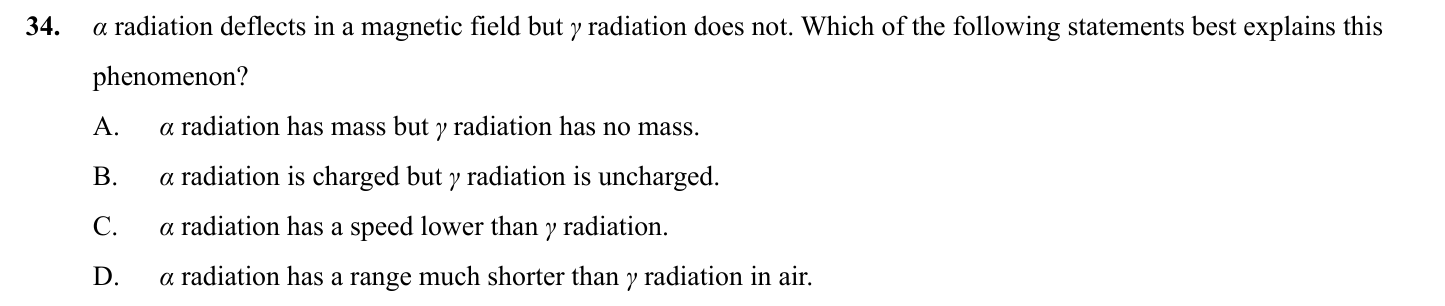 34. α radiation deflects in a magnetic field but γ radiation does not. Which of the following statements best explains this
phenomenon?
A. α radiation has mass but γ radiation has no mass.
B. α radiation is charged but γ radiation is uncharged.
C. α radiation has a speed lower than γ radiation.
D. α radiation has a range much shorter than γ radiation in air.